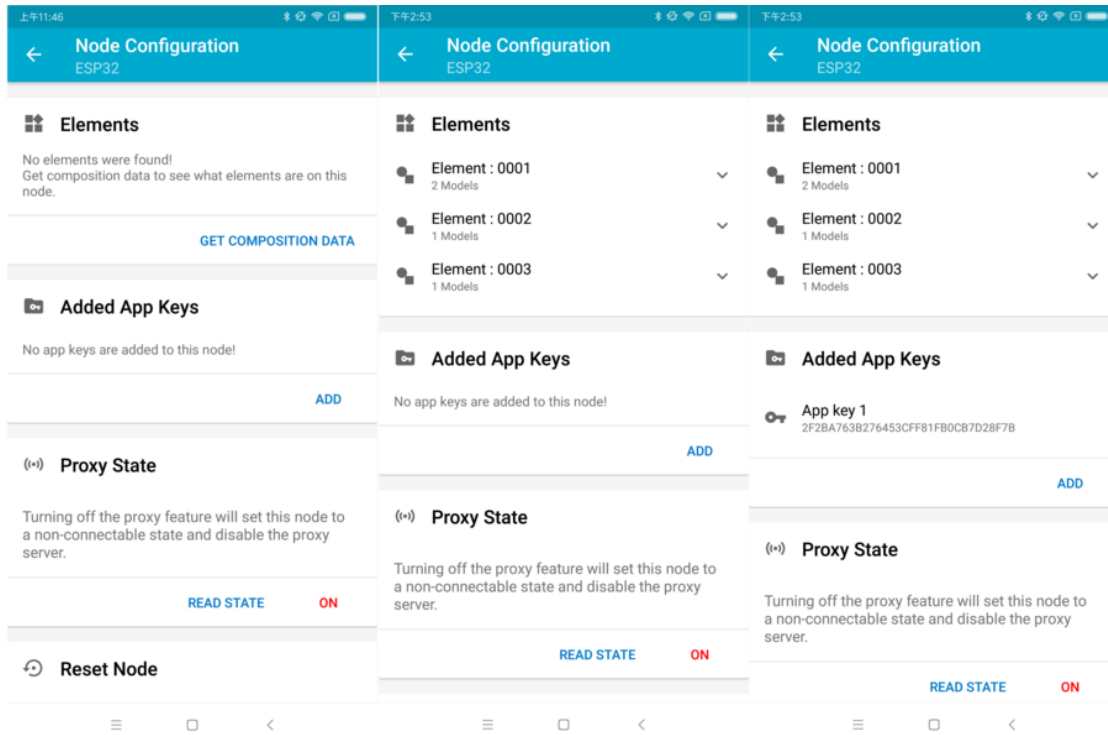 上午11:46
Node Configuration
ESP32
Elements
No elements were found!
Get composition data to see what elements are on this
node.
GET COMPOSITION DATA
Added App Keys
No app keys are added to this node!
ADD
Proxy State
Turning off the proxy feature will set this node to
a non-connectable state and disable the proxy
server.
READ STATE
ON
Reset Node
下午2:53
Node Configuration
ESP32
Elements
Element : 0001
2 Models
Element : 0002
1 Models
Element : 0003
1 Models
Added App Keys
No app keys are added to this node!
ADD
Proxy State
Turning off the proxy feature will set this node to
a non-connectable state and disable the proxy
server.
READ STATE
ON
下午2:53
Node Configuration
ESP32
Elements
Element : 0001
2 Models
Element : 0002
1 Models
Element : 0003
1 Models
Added App Keys
App key 1
2F2BA763B276453CFF81FB0CB7D28F7B
ADD
Proxy State
Turning off the proxy feature will set this node to
a non-connectable state and disable the proxy
server.
READ STATE
ON